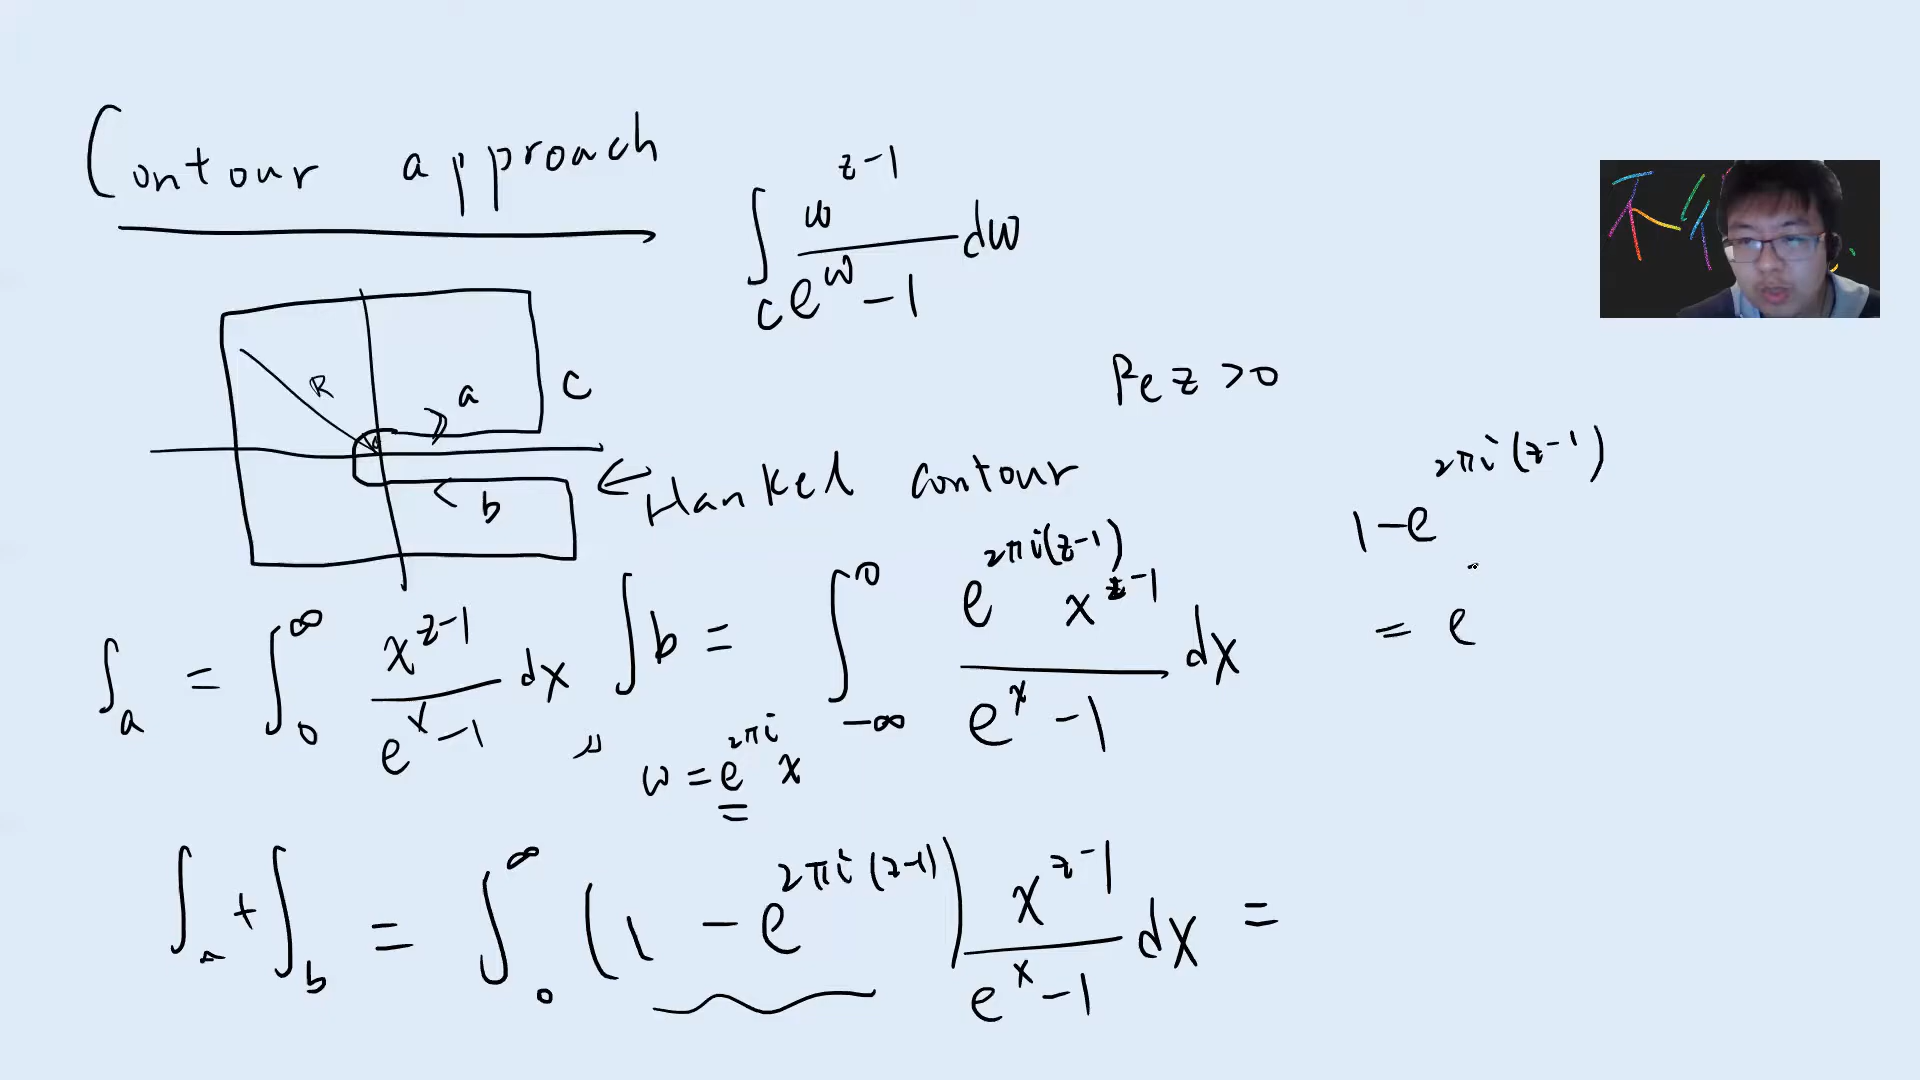 Contour approach
∫_C w^{z-1} / (e^w - 1) dw
R
a
C
b
← Hankel contour
Re z > 0
∫_a = ∫_0^∞ x^{z-1} / (e^x - 1) dx
∫b = ∫_{-∞}^0 e^{2πi(z-1)} x^{z-1} / (e^x - 1) dx
w = e^{2πi} x
1 - e^{2πi(z-1)}
= e
∫_a + ∫_b = ∫_0^∞ (1 - e^{2πi(z-1)}) x^{z-1} / (e^x - 1) dx =